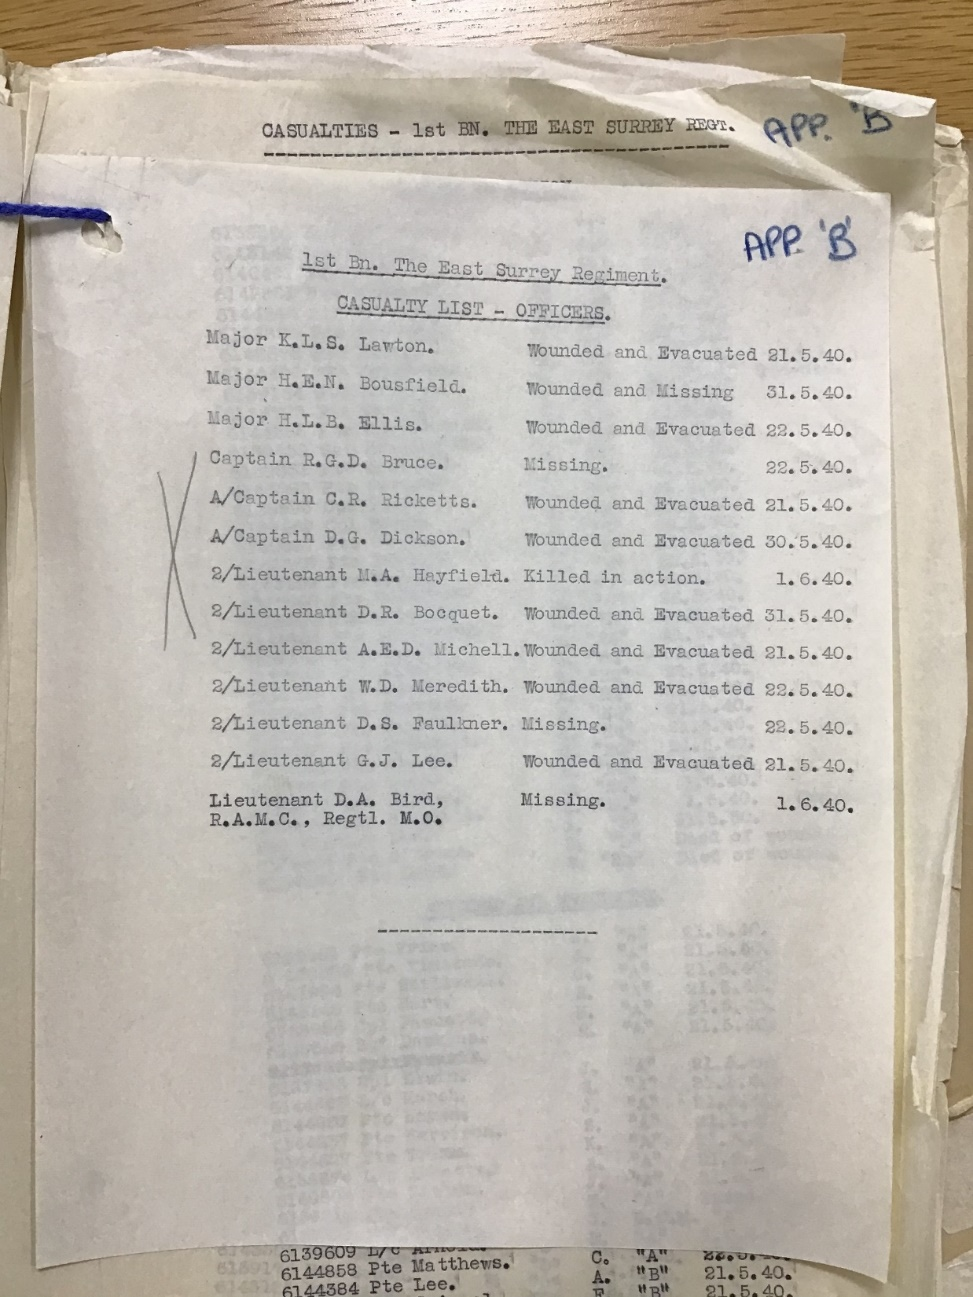 CASUALTIES - 1st BN. THE EAST SURREY REGT. APP. 'B'
APP. 'B'
1st Bn. The East Surrey Regiment.
CASUALTY LIST - OFFICERS.
Major K.L.S. Lawton. Wounded and Evacuated 21.5.40.
Major H.E.N. Bousfield. Wounded and Missing 31.5.40.
Major H.L.B. Ellis. Wounded and Evacuated 22.5.40.
Captain R.G.D. Bruce. Missing. 22.5.40.
A/Captain C.R. Ricketts. Wounded and Evacuated 21.5.40.
A/Captain D.G. Dickson. Wounded and Evacuated 30.5.40.
2/Lieutenant M.A. Hayfield. Killed in action. 1.6.40.
2/Lieutenant D.R. Bocquet. Wounded and Evacuated 31.5.40.
2/Lieutenant A.E.D. Michell. Wounded and Evacuated 21.5.40.
2/Lieutenant W.D. Meredith. Wounded and Evacuated 22.5.40.
2/Lieutenant D.S. Faulkner. Missing. 22.5.40.
2/Lieutenant G.J. Lee. Wounded and Evacuated 21.5.40.
Lieutenant D.A. Bird, Missing. 1.6.40.
R.A.M.C., Regtl. M.O.
6139609 L/C C. "A"
6144858 Pte Matthews. A. "B" 21.5.40.
6144384 Pte Lee. "B" 21.5.40.